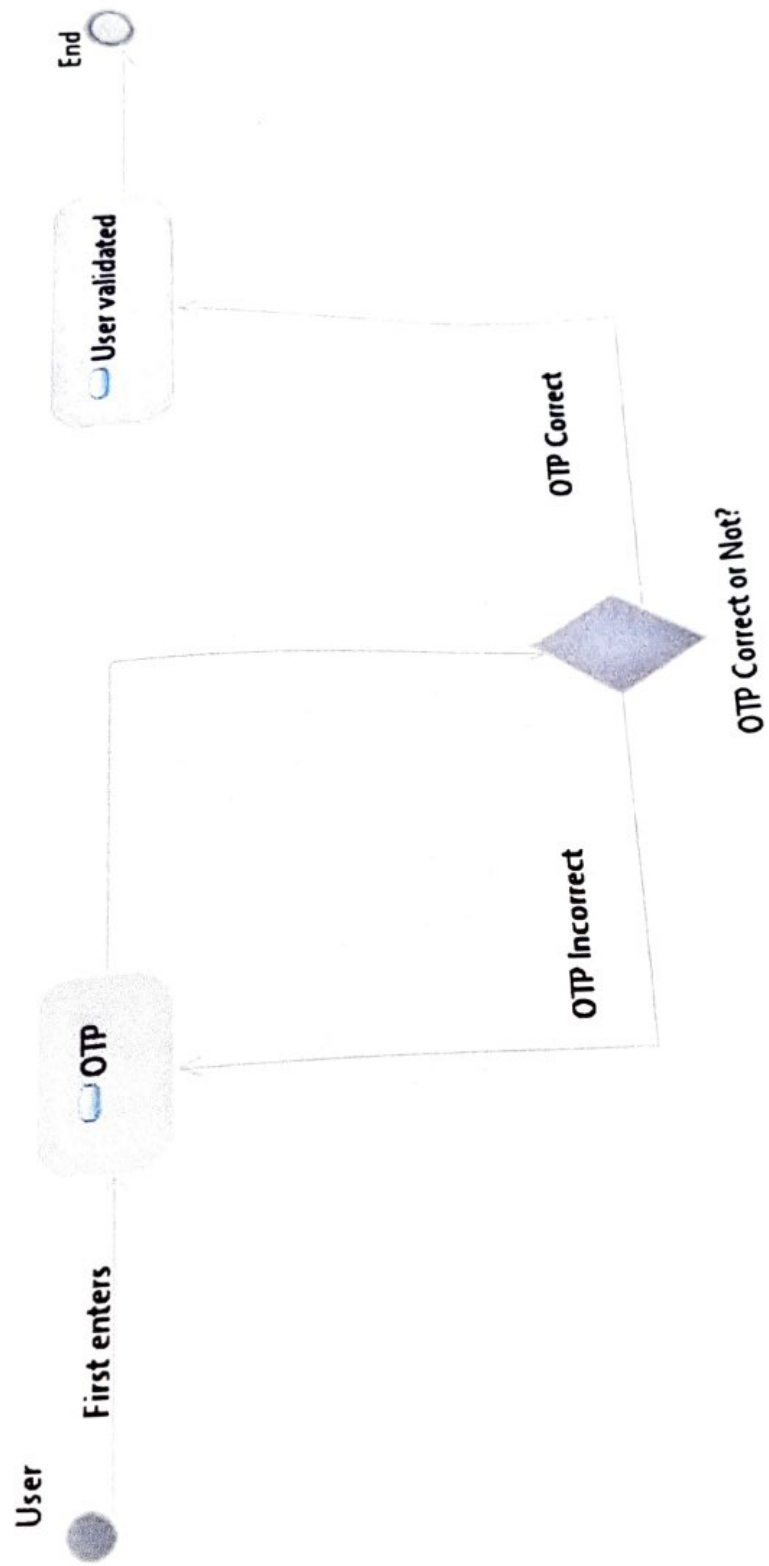 User
First enters
OTP
OTP Incorrect
OTP Correct or Not?
OTP Correct
User validated
End